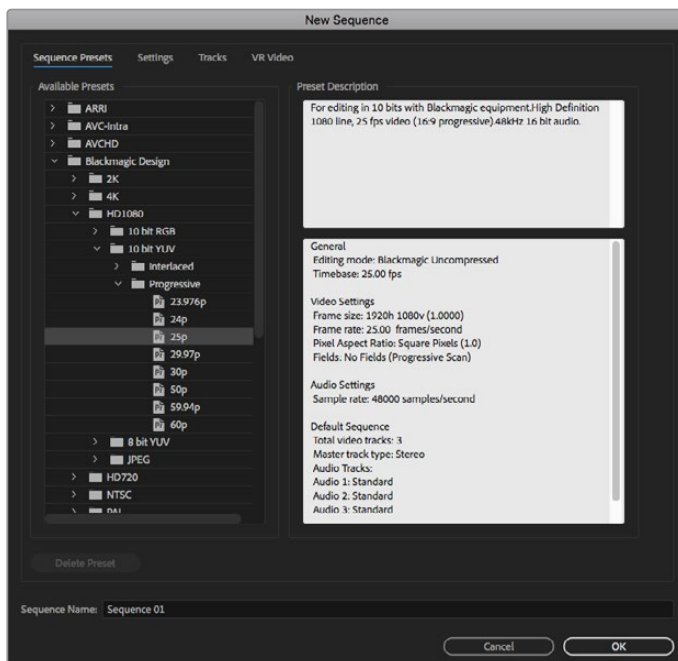 New Sequence
Sequence Presets Settings Tracks VR Video
Available Presets
ARRI
AVC-Intra
AVCHD
Blackmagic Design
2K
4K
HD1080
10 bit RGB
10 bit YUV
Interlaced
Progressive
23.976p
24p
25p
29.97p
30p
50p
59.94p
60p
8 bit YUV
JPEG
HD720
NTSC
PAL
Delete Preset
Preset Description
For editing in 10 bits with Blackmagic equipment.High Definition
1080 line, 25 fps video (16:9 progressive).48kHz 16 bit audio.
General
Editing mode: Blackmagic Uncompressed
Timebase: 25.00 fps
Video Settings
Frame size: 1920h 1080v (1.0000)
Frame rate: 25.00 frames/second
Pixel Aspect Ratio: Square Pixels (1.0)
Fields: No Fields (Progressive Scan)
Audio Settings
Sample rate: 48000 samples/second
Default Sequence
Total video tracks: 3
Master track type: Stereo
Audio Tracks:
Audio 1: Standard
Audio 2: Standard
Audio 3: Standard
Sequence Name: Sequence 01
Cancel OK